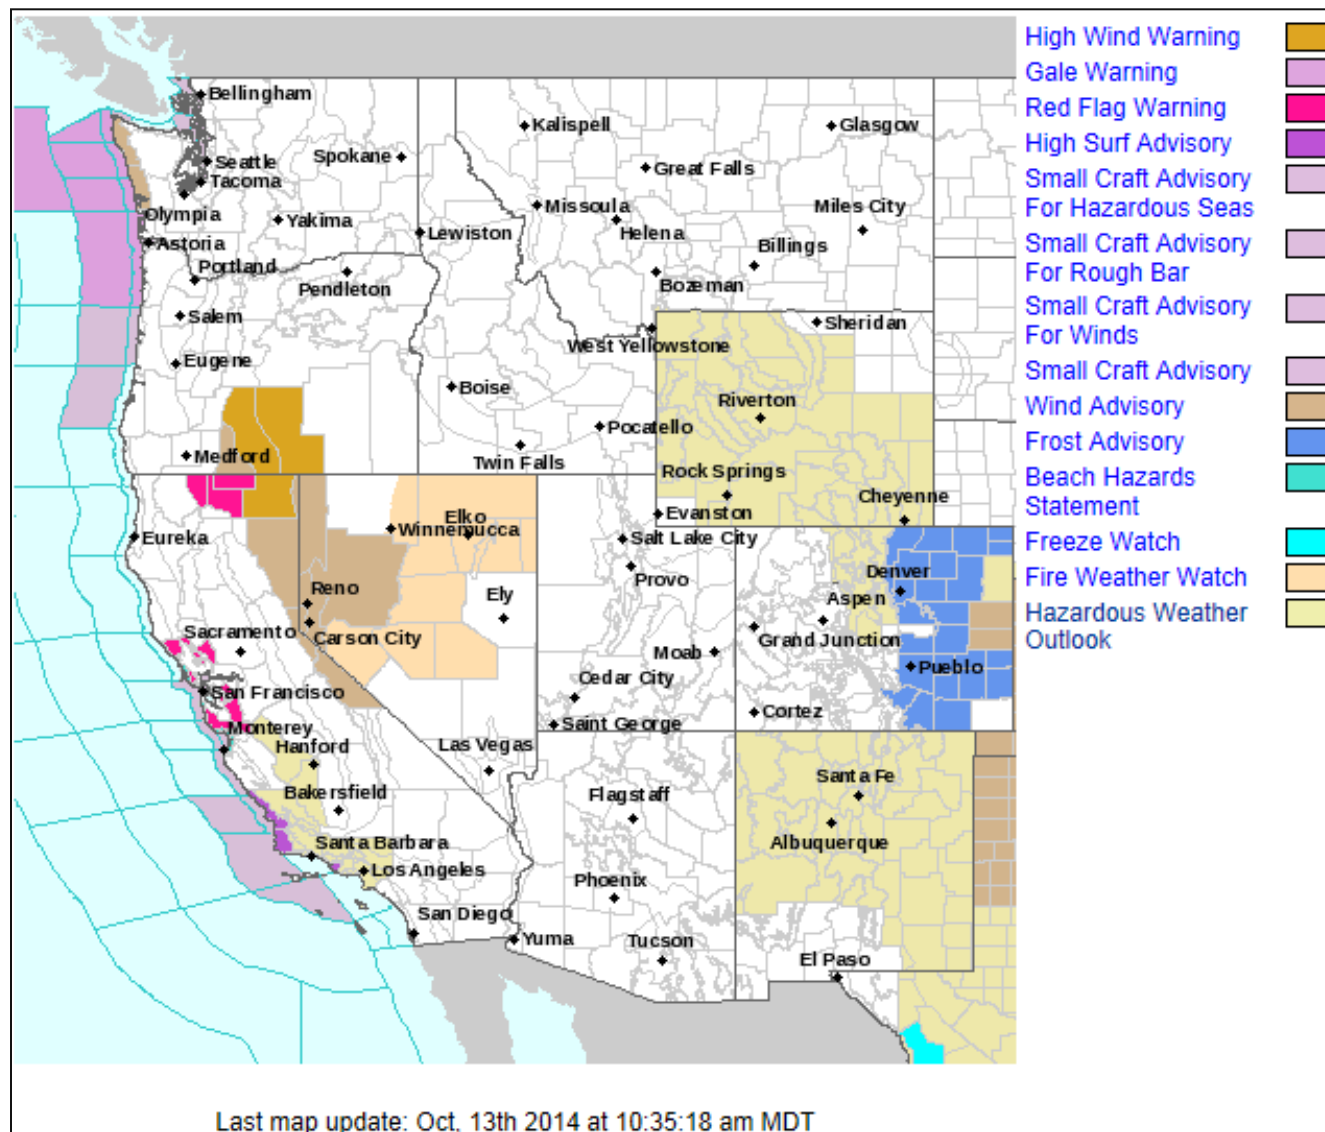 High Wind Warning
Gale Warning
Red Flag Warning
High Surf Advisory
Small Craft Advisory
For Hazardous Seas
Small Craft Advisory
For Rough Bar
Small Craft Advisory
For Winds
Small Craft Advisory
Wind Advisory
Frost Advisory
Beach Hazards
Statement
Freeze Watch
Fire Weather Watch
Hazardous Weather
Outlook
Bellingham
Seattle
Tacoma
Olympia
Spokane
Yakima
Astoria
Portland
Pendleton
Salem
Eugene
Medford
Lewiston
Kalispell
Glasgow
Great Falls
Missoula
Helena
Miles City
Billings
Bozeman
West Yellowstone
Sheridan
Boise
Pocatello
Twin Falls
Riverton
Rock Springs
Cheyenne
Evanston
Eureka
Elko
Winnemucca
Salt Lake City
Provo
Reno
Carson City
Ely
Sacramento
San Francisco
Monterey
Hanford
Bakersfield
Santa Barbara
Los Angeles
San Diego
Las Vegas
Moab
Cedar City
Saint George
Denver
Aspen
Grand Junction
Pueblo
Cortez
Flagstaff
Phoenix
Yuma
Tucson
Santa Fe
Albuquerque
El Paso
Last map update: Oct, 13th 2014 at 10:35:18 am MDT